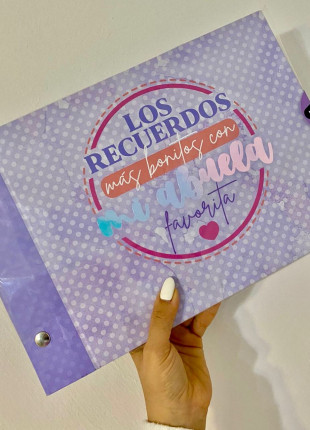 LOS
RECUERDOS
más bonitos con
mi abuela
favorita